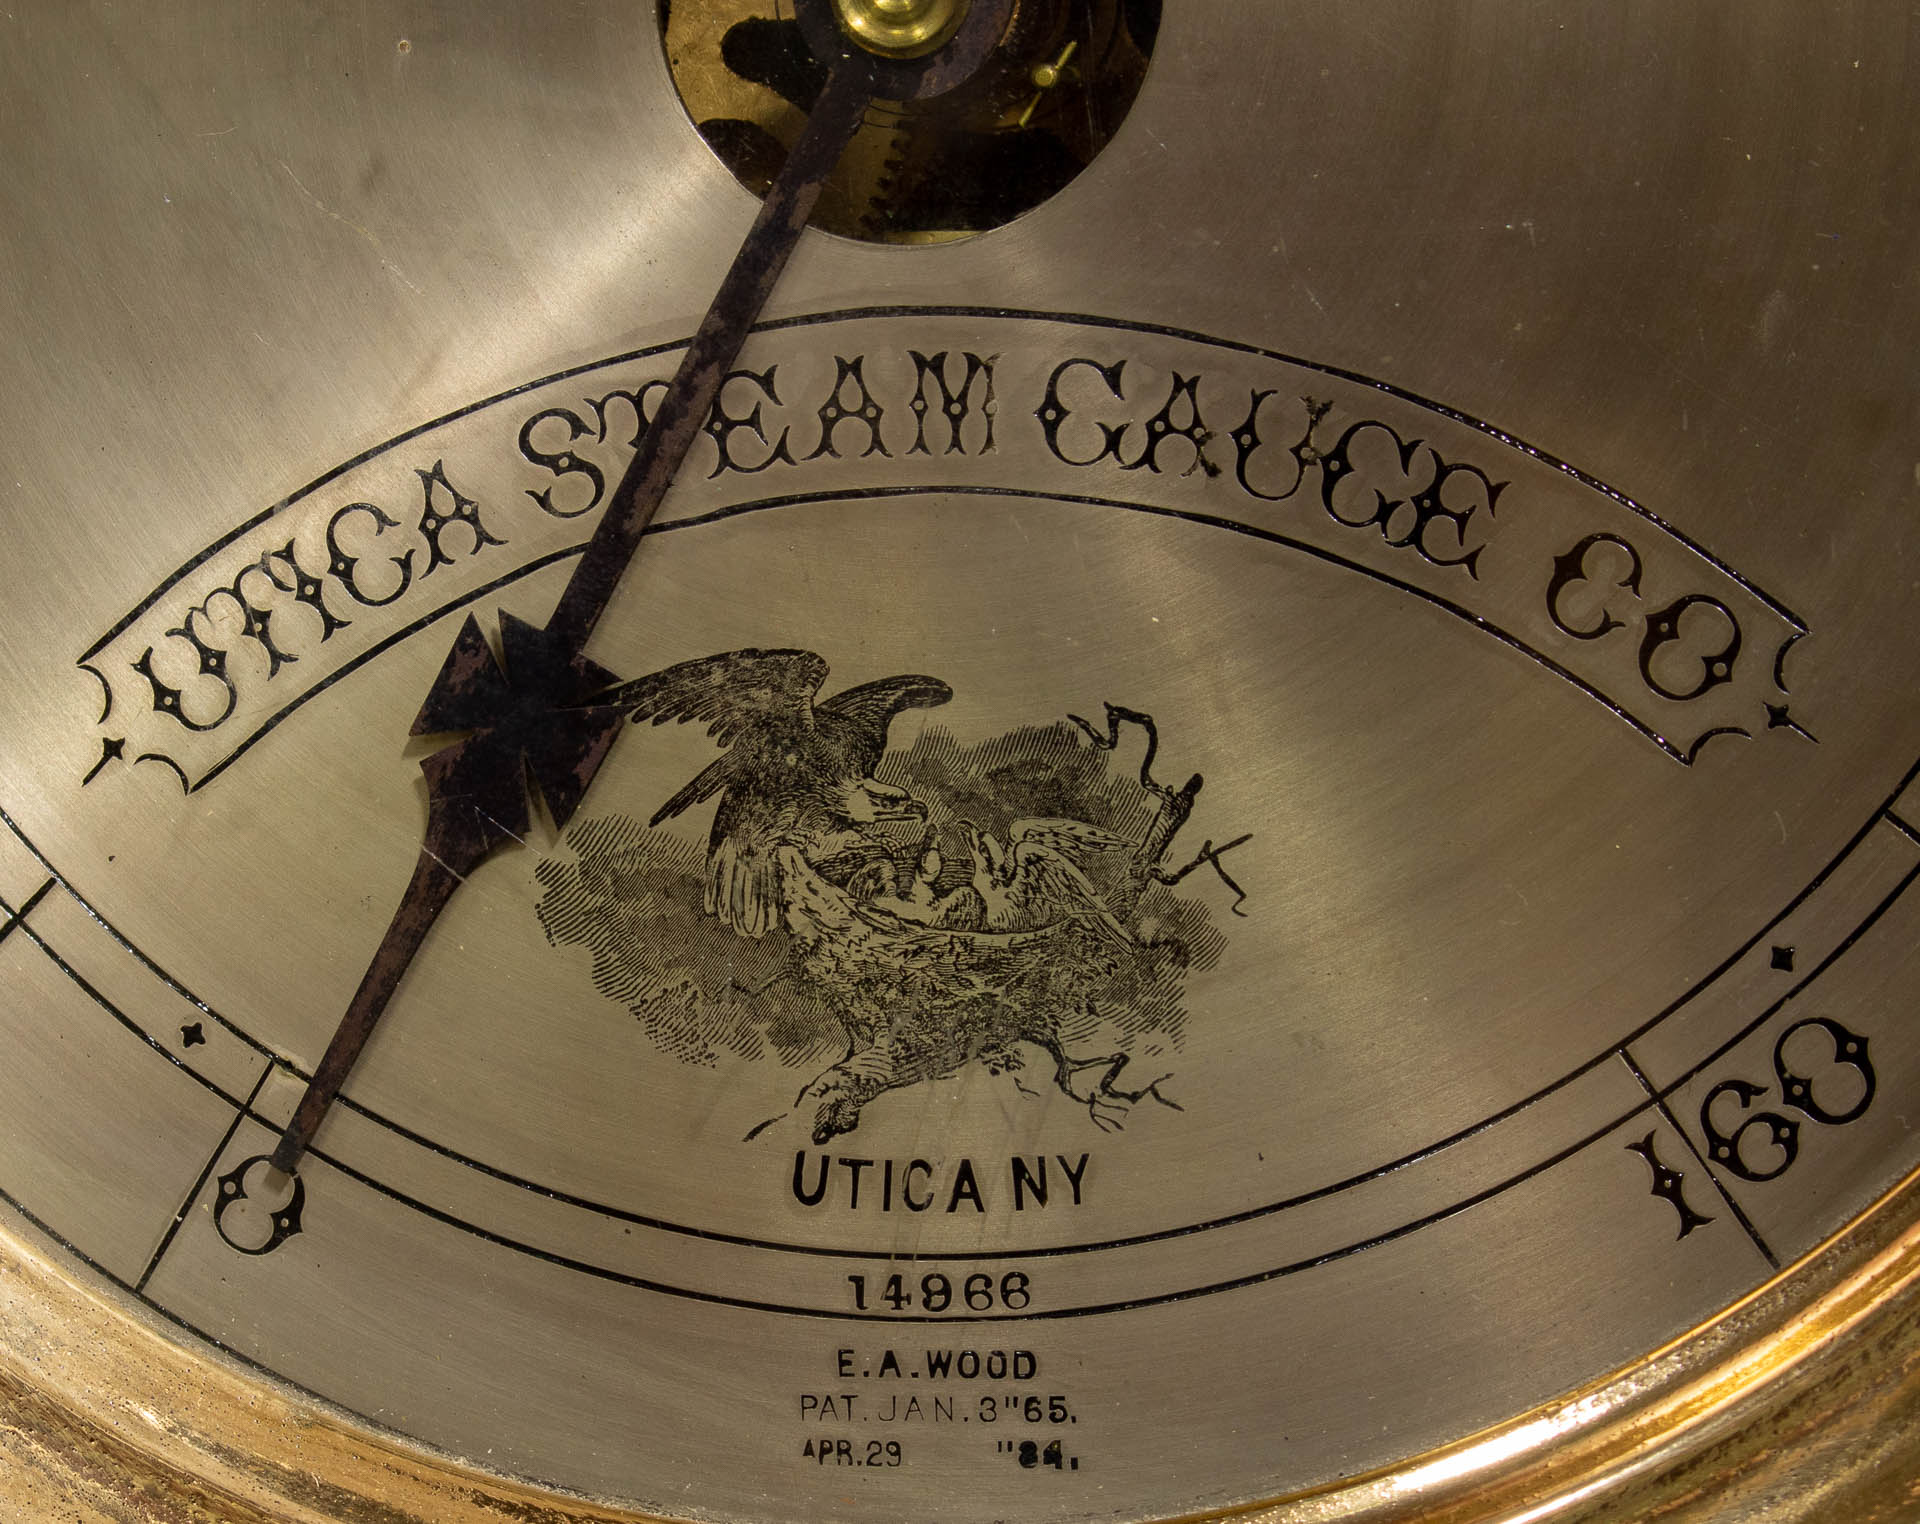 UTICA STEAM GAUGE CO
0
160
UTICA NY
14966
E.A.WOOD
PAT. JAN. 3"65.
APR.29 "84.